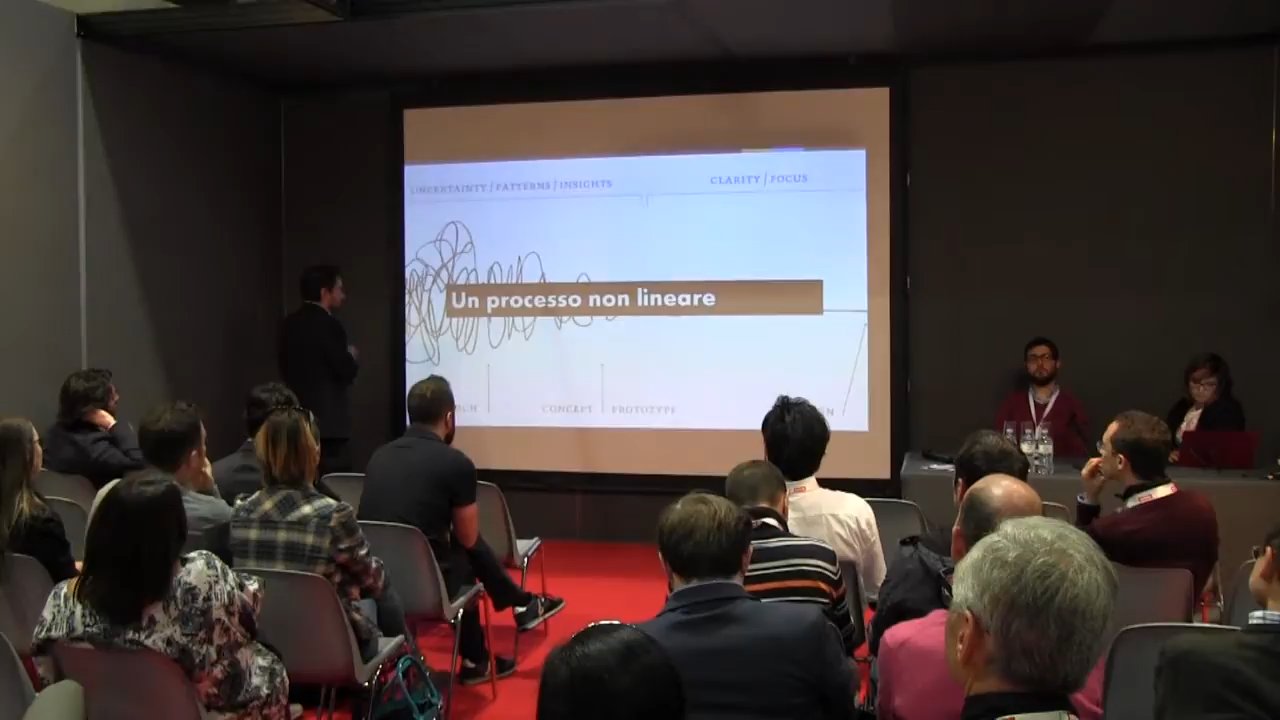 UNCERTAINTY / PATTERNS / INSIGHTS
CLARITY / FOCUS
Un processo non lineare
CONCEPT
PROTOTYPE